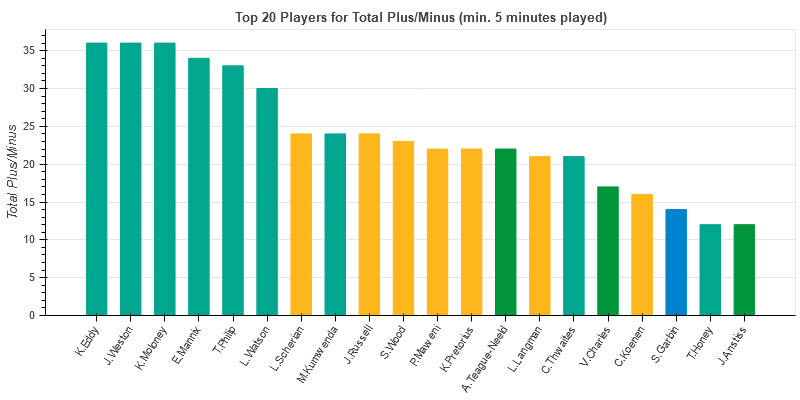 Top 20 Players for Total Plus/Minus (min. 5 minutes played)
Total Plus/Minus
35
30
25
20
15
10
5
0
K.Eddy
J.Weston
K.Moloney
E.Mannix
T.Philip
L.Watson
L.Scherian
M.Kumwenda
J.Russell
S.Wood
P.Maweni
K.Pretorius
A.Teague-Neeld
L.Langman
C.Thwaites
V.Charles
C.Koenen
S.Garbin
T.Honey
J.Anstiss